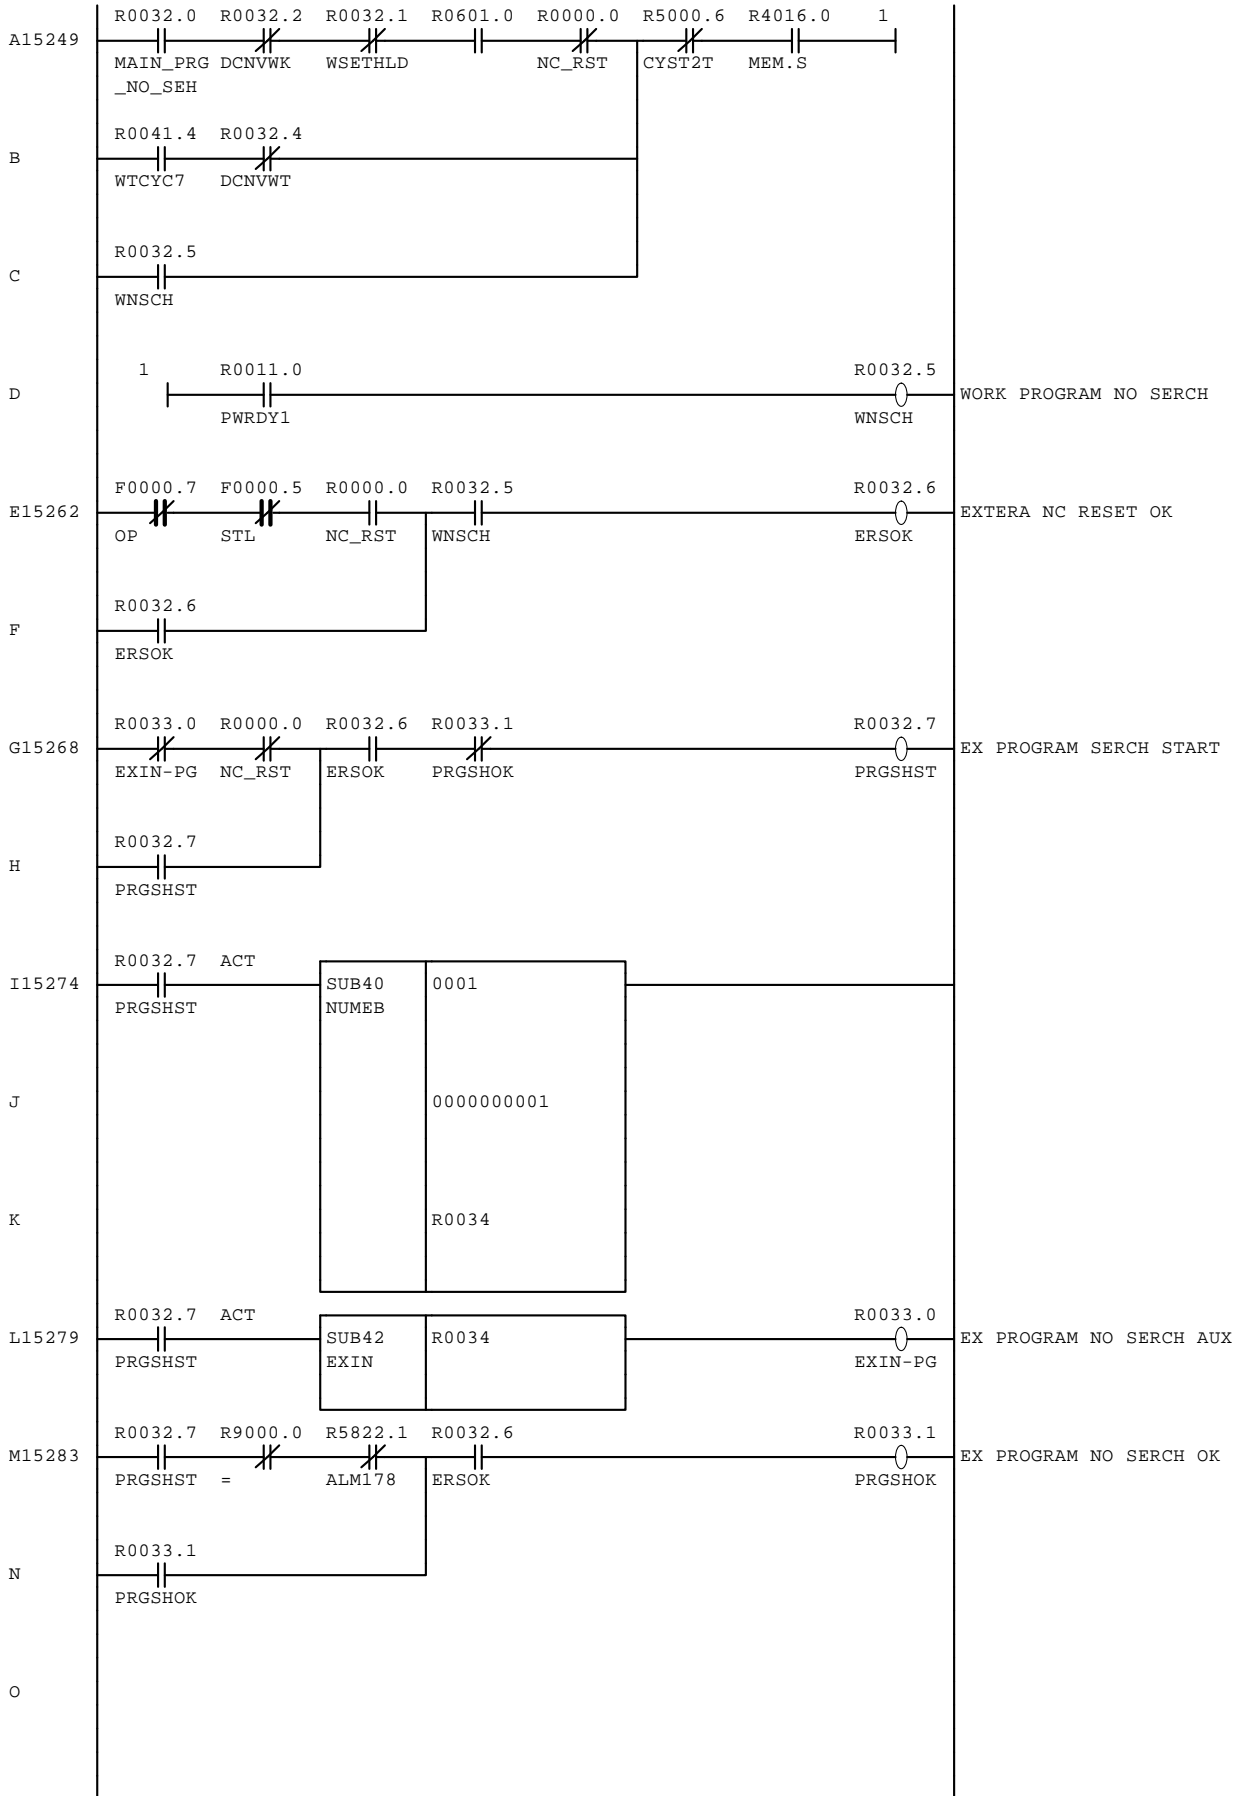 R0032.0 R0032.2 R0032.1 R0601.0 R0000.0 R5000.6 R4016.0 1
A15249
MAIN_PRG DCNVWK WSETHLD NC_RST CYST2T MEM.S
_NO_SEH
R0041.4 R0032.4
B
WTCYC7 DCNVWT
R0032.5
C
WNSCH
1 R0011.0 R0032.5
D WORK PROGRAM NO SERCH
PWRDY1 WNSCH
F0000.7 F0000.5 R0000.0 R0032.5 R0032.6
E15262 EXTERA NC RESET OK
OP STL NC_RST WNSCH ERSOK
R0032.6
F
ERSOK
R0033.0 R0000.0 R0032.6 R0033.1 R0032.7
G15268 EX PROGRAM SERCH START
EXIN-PG NC_RST ERSOK PRGSHOK PRGSHST
R0032.7
H
PRGSHST
R0032.7 ACT
I15274 SUB40 0001
PRGSHST NUMEB
J 0000000001
K R0034
R0032.7 ACT R0033.0
L15279 SUB42 R0034 EX PROGRAM NO SERCH AUX
PRGSHST EXIN EXIN-PG
R0032.7 R9000.0 R5822.1 R0032.6 R0033.1
M15283 EX PROGRAM NO SERCH OK
PRGSHST = ALM178 ERSOK PRGSHOK
R0033.1
N
PRGSHOK
O